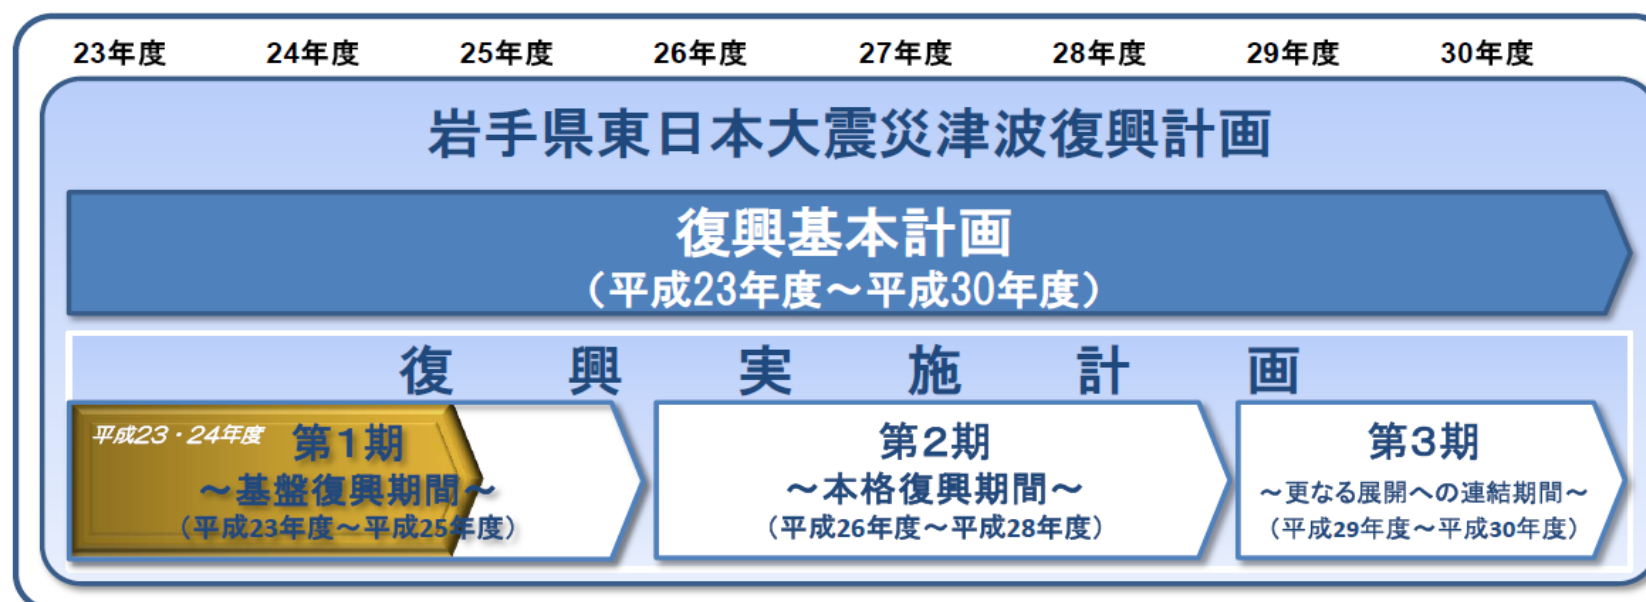 23年度 24年度 25年度 26年度 27年度 28年度 29年度 30年度
岩手県東日本大震災津波復興計画
復興基本計画
（平成23年度～平成30年度）
復興実施計画
平成23・24年度
第1期
～基盤復興期間～
（平成23年度～平成25年度）
第2期
～本格復興期間～
（平成26年度～平成28年度）
第3期
～更なる展開への連結期間～
（平成29年度～平成30年度）